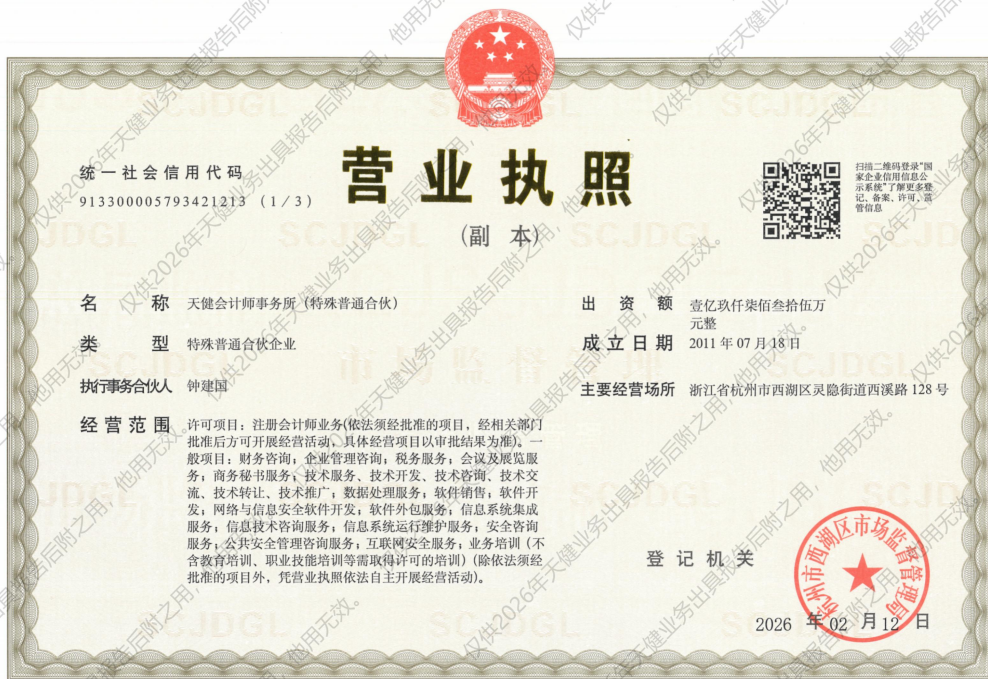 营业执照
(副 本)
统一社会信用代码
913300005793421213 (1/3)
扫描二维码登录“国
家企业信用信息公
示系统”了解更多登
记、备案、许可、监
管信息
名 称 天健会计师事务所（特殊普通合伙）
类 型 特殊普通合伙企业
执行事务合伙人 钟建国
经营范围 许可项目：注册会计师业务(依法须经批准的项目，经相关部门
批准后方可开展经营活动，具体经营项目以审批结果为准)。一
般项目：财务咨询；企业管理咨询；税务服务；会议及展览服
务；商务秘书服务；技术服务、技术开发、技术咨询、技术交
流、技术转让、技术推广；数据处理服务；软件销售；软件开
发；网络与信息安全软件开发；软件外包服务；信息系统集成
服务；信息技术咨询服务；信息系统运行维护服务；安全咨询
服务；公共安全管理咨询服务；互联网安全服务；业务培训（不
含教育培训、职业技能培训等需取得许可的培训）(除依法须经
批准的项目外，凭营业执照依法自主开展经营活动)。
出 资 额 壹亿玖仟柒佰叁拾伍万
元整
成立日期 2011 年 07 月 18 日
主要经营场所 浙江省杭州市西湖区灵隐街道西溪路 128 号
登记机关
杭州市西湖区市场监督管理局
2026 年 02 月 12 日
市场监督管理
SCJDGL
仅供2026年天健业务出具报告后附之用，他用无效。